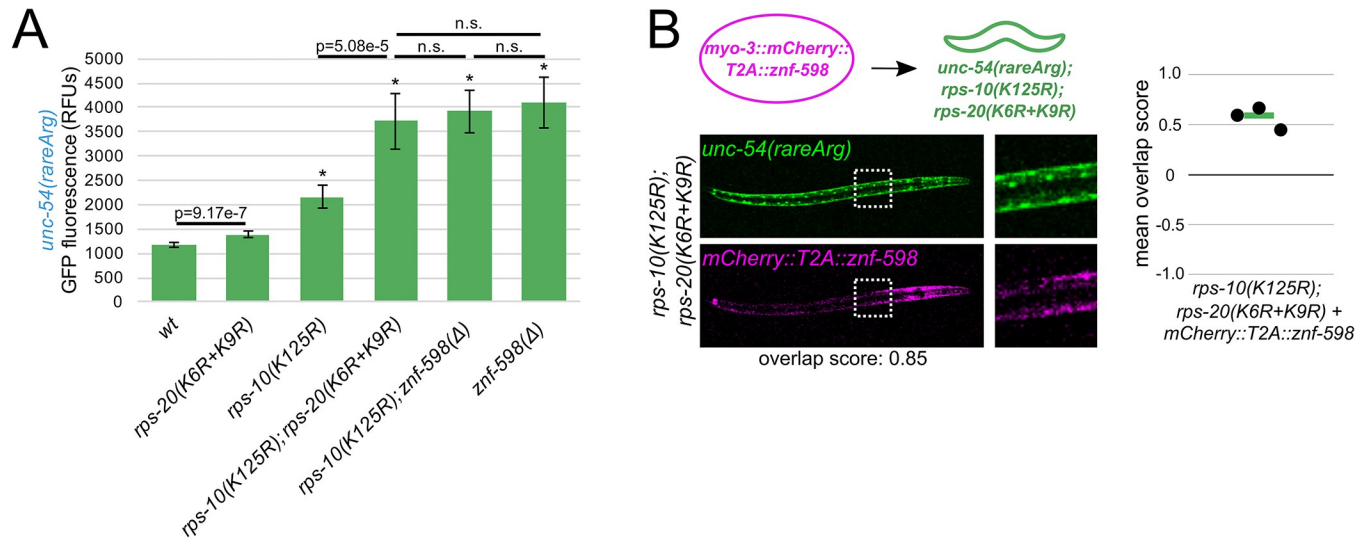 A
unc-54(rareArg)
GFP fluorescence (RFUs)
5000
4500
4000
3500
3000
2500
2000
1500
1000
500
0
n.s.
p=5.08e-5
n.s.
n.s.
p=9.17e-7
*
*
*
*
wt
rps-20(K6R+K9R)
rps-10(K125R)
rps-10(K125R); rps-20(K6R+K9R)
rps-10(K125R); znf-598(Δ)
znf-598(Δ)
B
myo-3::mCherry::
T2A::znf-598
unc-54(rareArg);
rps-10(K125R);
rps-20(K6R+K9R)
rps-10(K125R);
rps-20(K6R+K9R)
unc-54(rareArg)
mCherry::T2A::znf-598
overlap score: 0.85
mean overlap score
1.0
0.5
0
-0.5
-1.0
rps-10(K125R);
rps-20(K6R+K9R) +
mCherry::T2A::znf-598